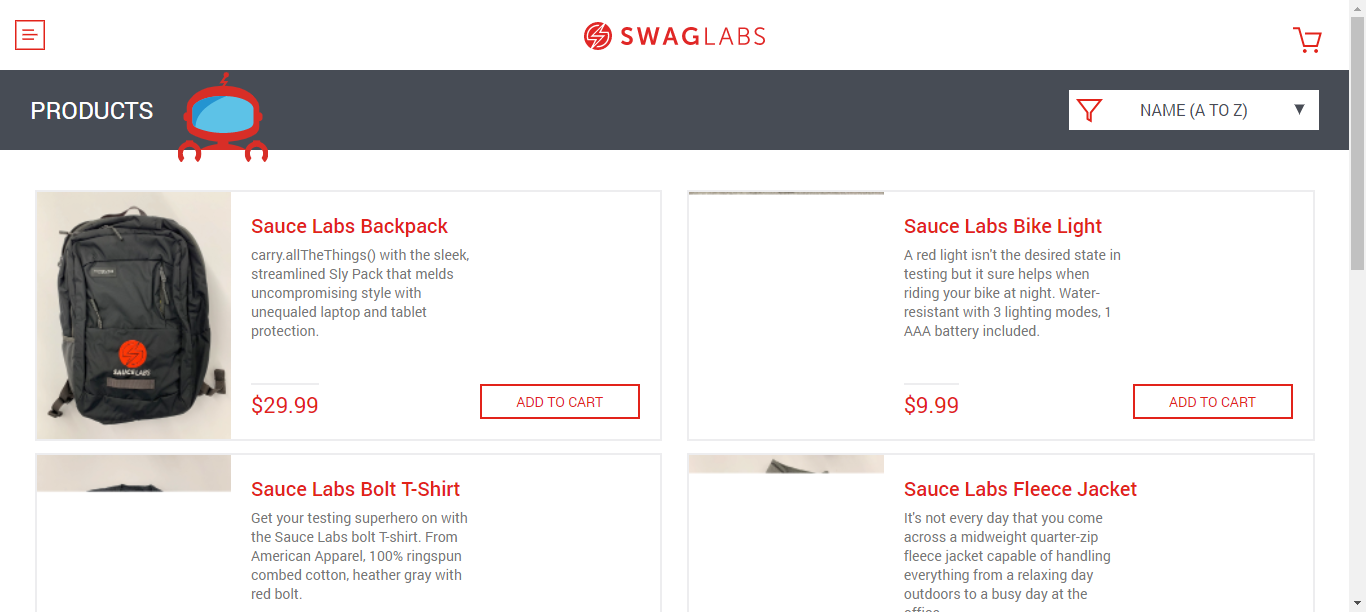 SWAGLABS
PRODUCTS
NAME (A TO Z)
Sauce Labs Backpack
carry.allTheThings() with the sleek,
streamlined Sly Pack that melds
uncompromising style with
unequaled laptop and tablet
protection.
$29.99
ADD TO CART
SAUCELABS
Sauce Labs Bike Light
A red light isn't the desired state in
testing but it sure helps when
riding your bike at night. Water-
resistant with 3 lighting modes, 1
AAA battery included.
$9.99
ADD TO CART
Sauce Labs Bolt T-Shirt
Get your testing superhero on with
the Sauce Labs bolt T-shirt. From
American Apparel, 100% ringspun
combed cotton, heather gray with
red bolt.
Sauce Labs Fleece Jacket
It's not every day that you come
across a midweight quarter-zip
fleece jacket capable of handling
everything from a relaxing day
outdoors to a busy day at the
office.